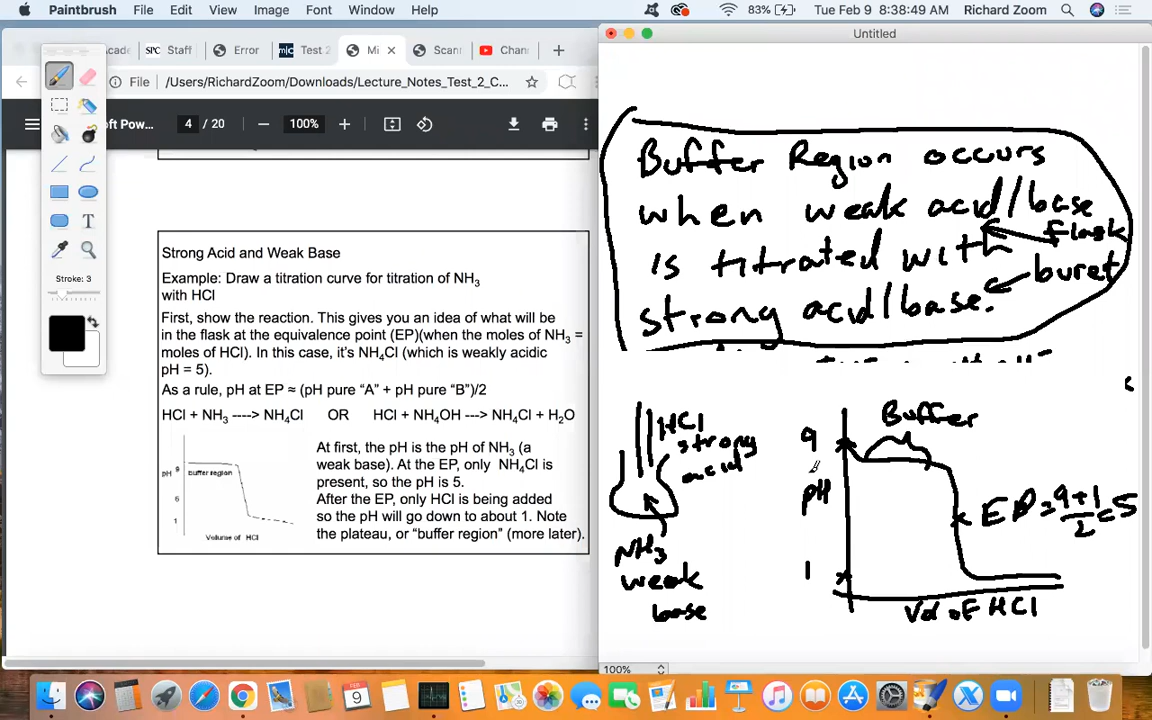 Paintbrush File Edit View Image Font Window Help 83% Tue Feb 9 8:38:49 AM Richard Zoom
Acade SPC Staff Error m|c Test 2 Mi Scann Chan
File /Users/RichardZoom/Downloads/Lecture_Notes_Test_2_C...
oft Pow... 4 / 20 100%
Untitled
Stroke: 3
Strong Acid and Weak Base
Example: Draw a titration curve for titration of NH3
with HCl
First, show the reaction. This gives you an idea of what will be
in the flask at the equivalence point (EP)(when the moles of NH3 =
moles of HCl). In this case, it's NH4Cl (which is weakly acidic
pH = 5).
As a rule, pH at EP ≈ (pH pure "A" + pH pure "B")/2
HCl + NH3 ----> NH4Cl OR HCl + NH4OH ---> NH4Cl + H2O
pH
9
6
1
buffer region
Volume of HCl
At first, the pH is the pH of NH3 (a
weak base). At the EP, only NH4Cl is
present, so the pH is 5.
After the EP, only HCl is being added
so the pH will go down to about 1. Note
the plateau, or "buffer region" (more later).
Buffer Region occurs
when weak acid/base
flask
is titrated with
buret
strong acid/base.
HCl
strong
acid
NH3
weak
base
Buffer
9
pH
1
EP = 9+1/2 = 5
Vol of HCl
100%
FEB
9